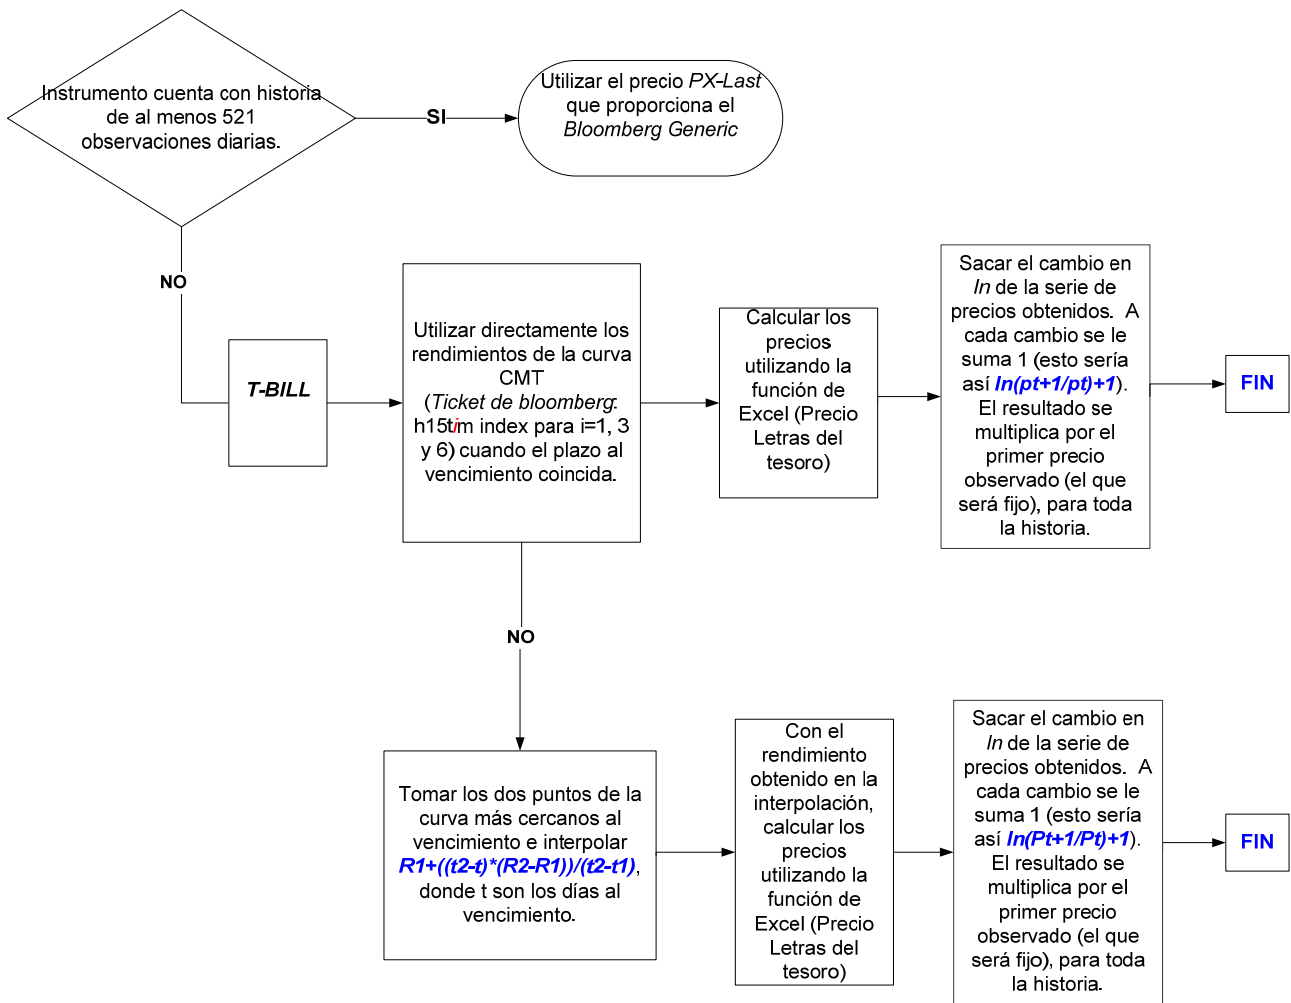 Instrumento cuenta con historia
de al menos 521
observaciones diarias.
SI
Utilizar el precio PX-Last
que proporciona el
Bloomberg Generic
NO
T-BILL
Utilizar directamente los
rendimientos de la curva
CMT
(Ticket de bloomberg:
h15tim index para i=1, 3
y 6) cuando el plazo al
vencimiento coincida.
Calcular los
precios
utilizando la
función de
Excel (Precio
Letras del
tesoro)
Sacar el cambio en
ln de la serie de
precios obtenidos. A
cada cambio se le
suma 1 (esto sería
así ln(pt+1/pt)+1).
El resultado se
multiplica por el
primer precio
observado (el que
será fijo), para toda
la historia.
FIN
NO
Tomar los dos puntos de la
curva más cercanos al
vencimiento e interpolar
R1+((t2-t)*(R2-R1))/(t2-t1),
donde t son los días al
vencimiento.
Con el
rendimiento
obtenido en la
interpolación,
calcular los
precios
utilizando la
función de
Excel (Precio
Letras del
tesoro)
Sacar el cambio en
ln de la serie de
precios obtenidos. A
cada cambio se le
suma 1 (esto sería
así ln(Pt+1/Pt)+1).
El resultado se
multiplica por el
primer precio
observado (el que
será fijo), para toda
la historia.
FIN